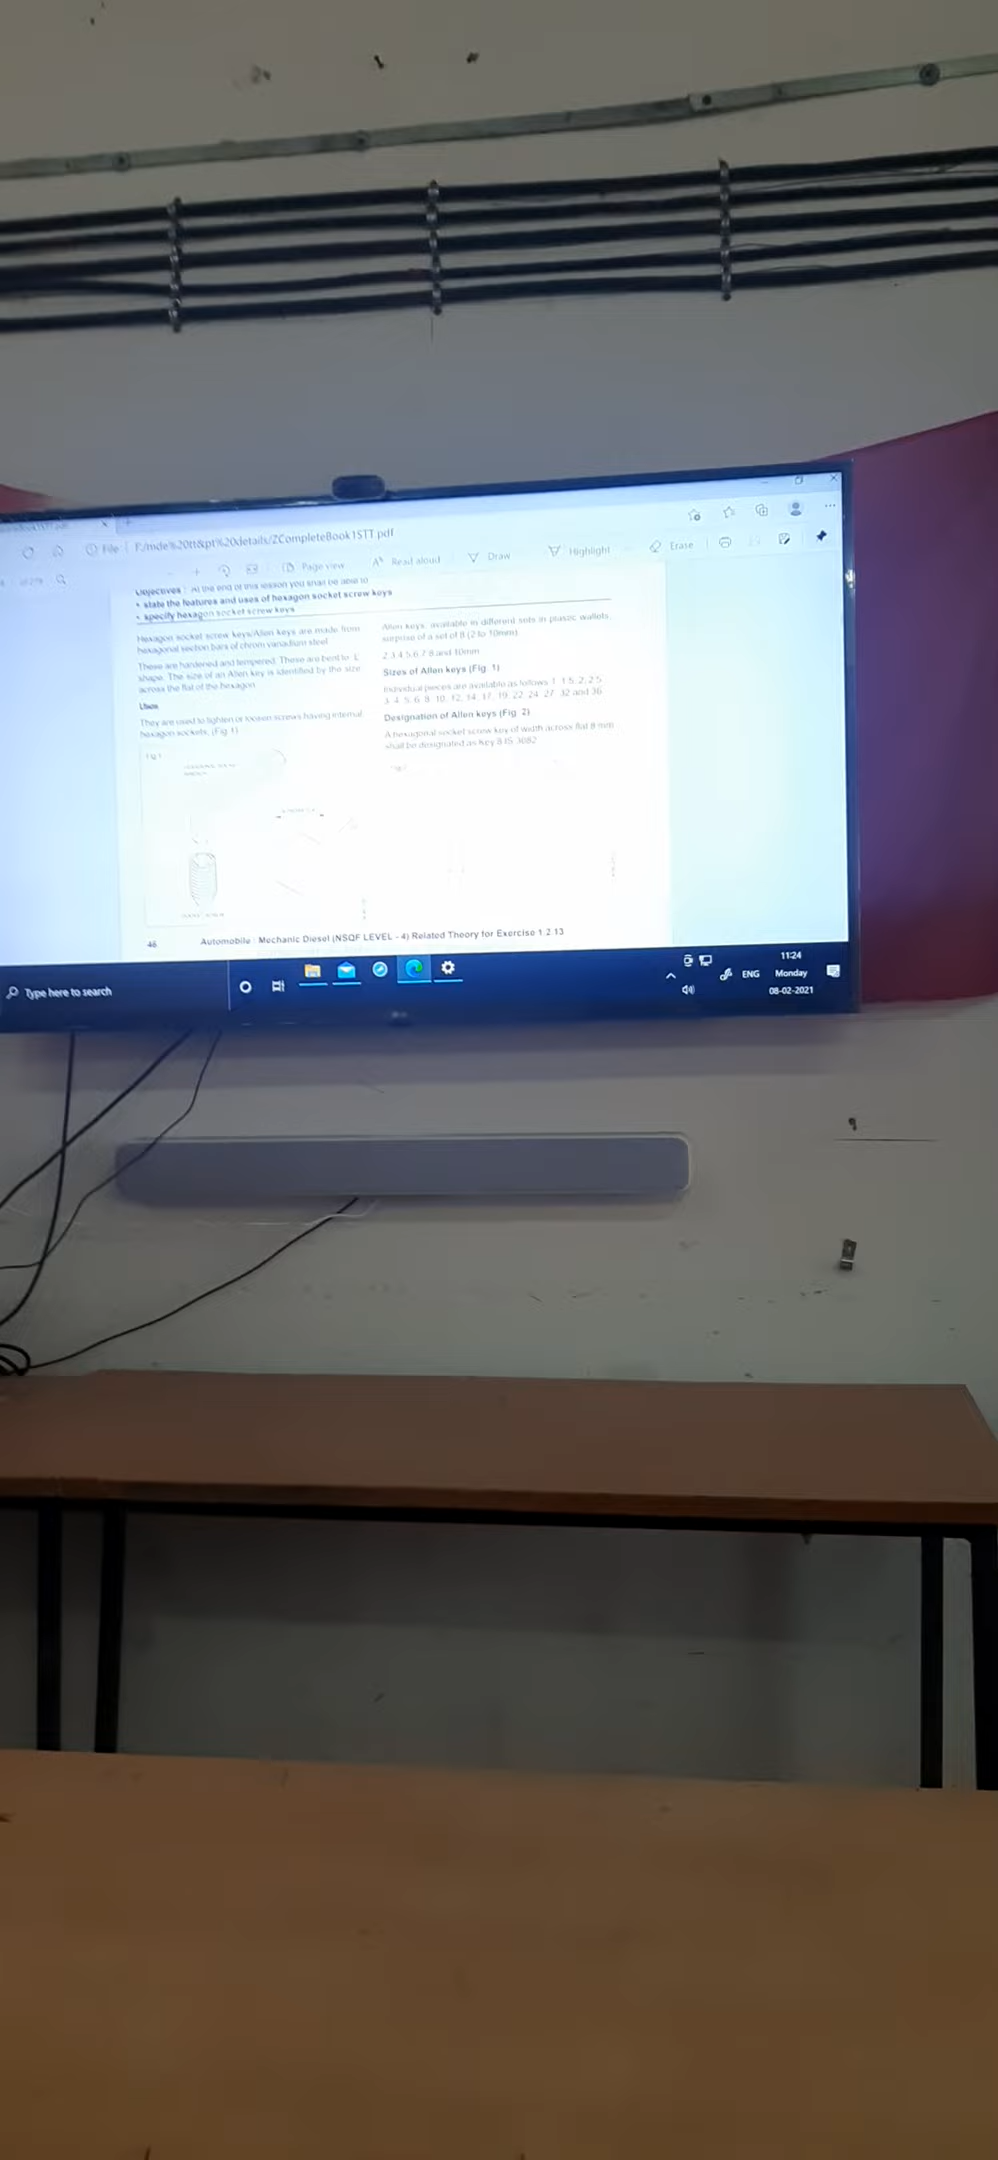 File F:/mde%20tt&pt%20details/ZCompleteBook1STT.pdf
Page view Read aloud Draw Highlight Erase
Objectives : At the end of this lesson you shall be able to
• state the features and uses of hexagon socket screw keys
• specify hexagon socket screw keys
Hexagon socket screw keys/Allen keys are made from
hexagonal section bars of chrom vanadium steel
These are hardened and tempered. These are bent to 'L'
shape. The size of an Allen key is identified by the size
across the flat of the hexagon
Uses
They are used to tighten or loosen screws having internal
hexagon sockets. (Fig 1)
Fig 1
Allen keys available in different sets in plastic wallets,
surpose of a set of 8 (2 to 10mm)
2 3 4 5 6 7 8 and 10mm
Sizes of Allen keys (Fig 1)
Individual pieces are available as follows 1 1.5 2 2.5
3 4 5 6 8 10 12 14 17 19 22 24 27 32 and 36
Designation of Allen keys (Fig 2)
A hexagonal socket screw key of width across flat 8 mm
shall be designated as Key 8 IS 3082
46 Automobile : Mechanic Diesel (NSQF LEVEL - 4) Related Theory for Exercise 1.2.13
Type here to search
ENG
11:24
Monday
08-02-2021